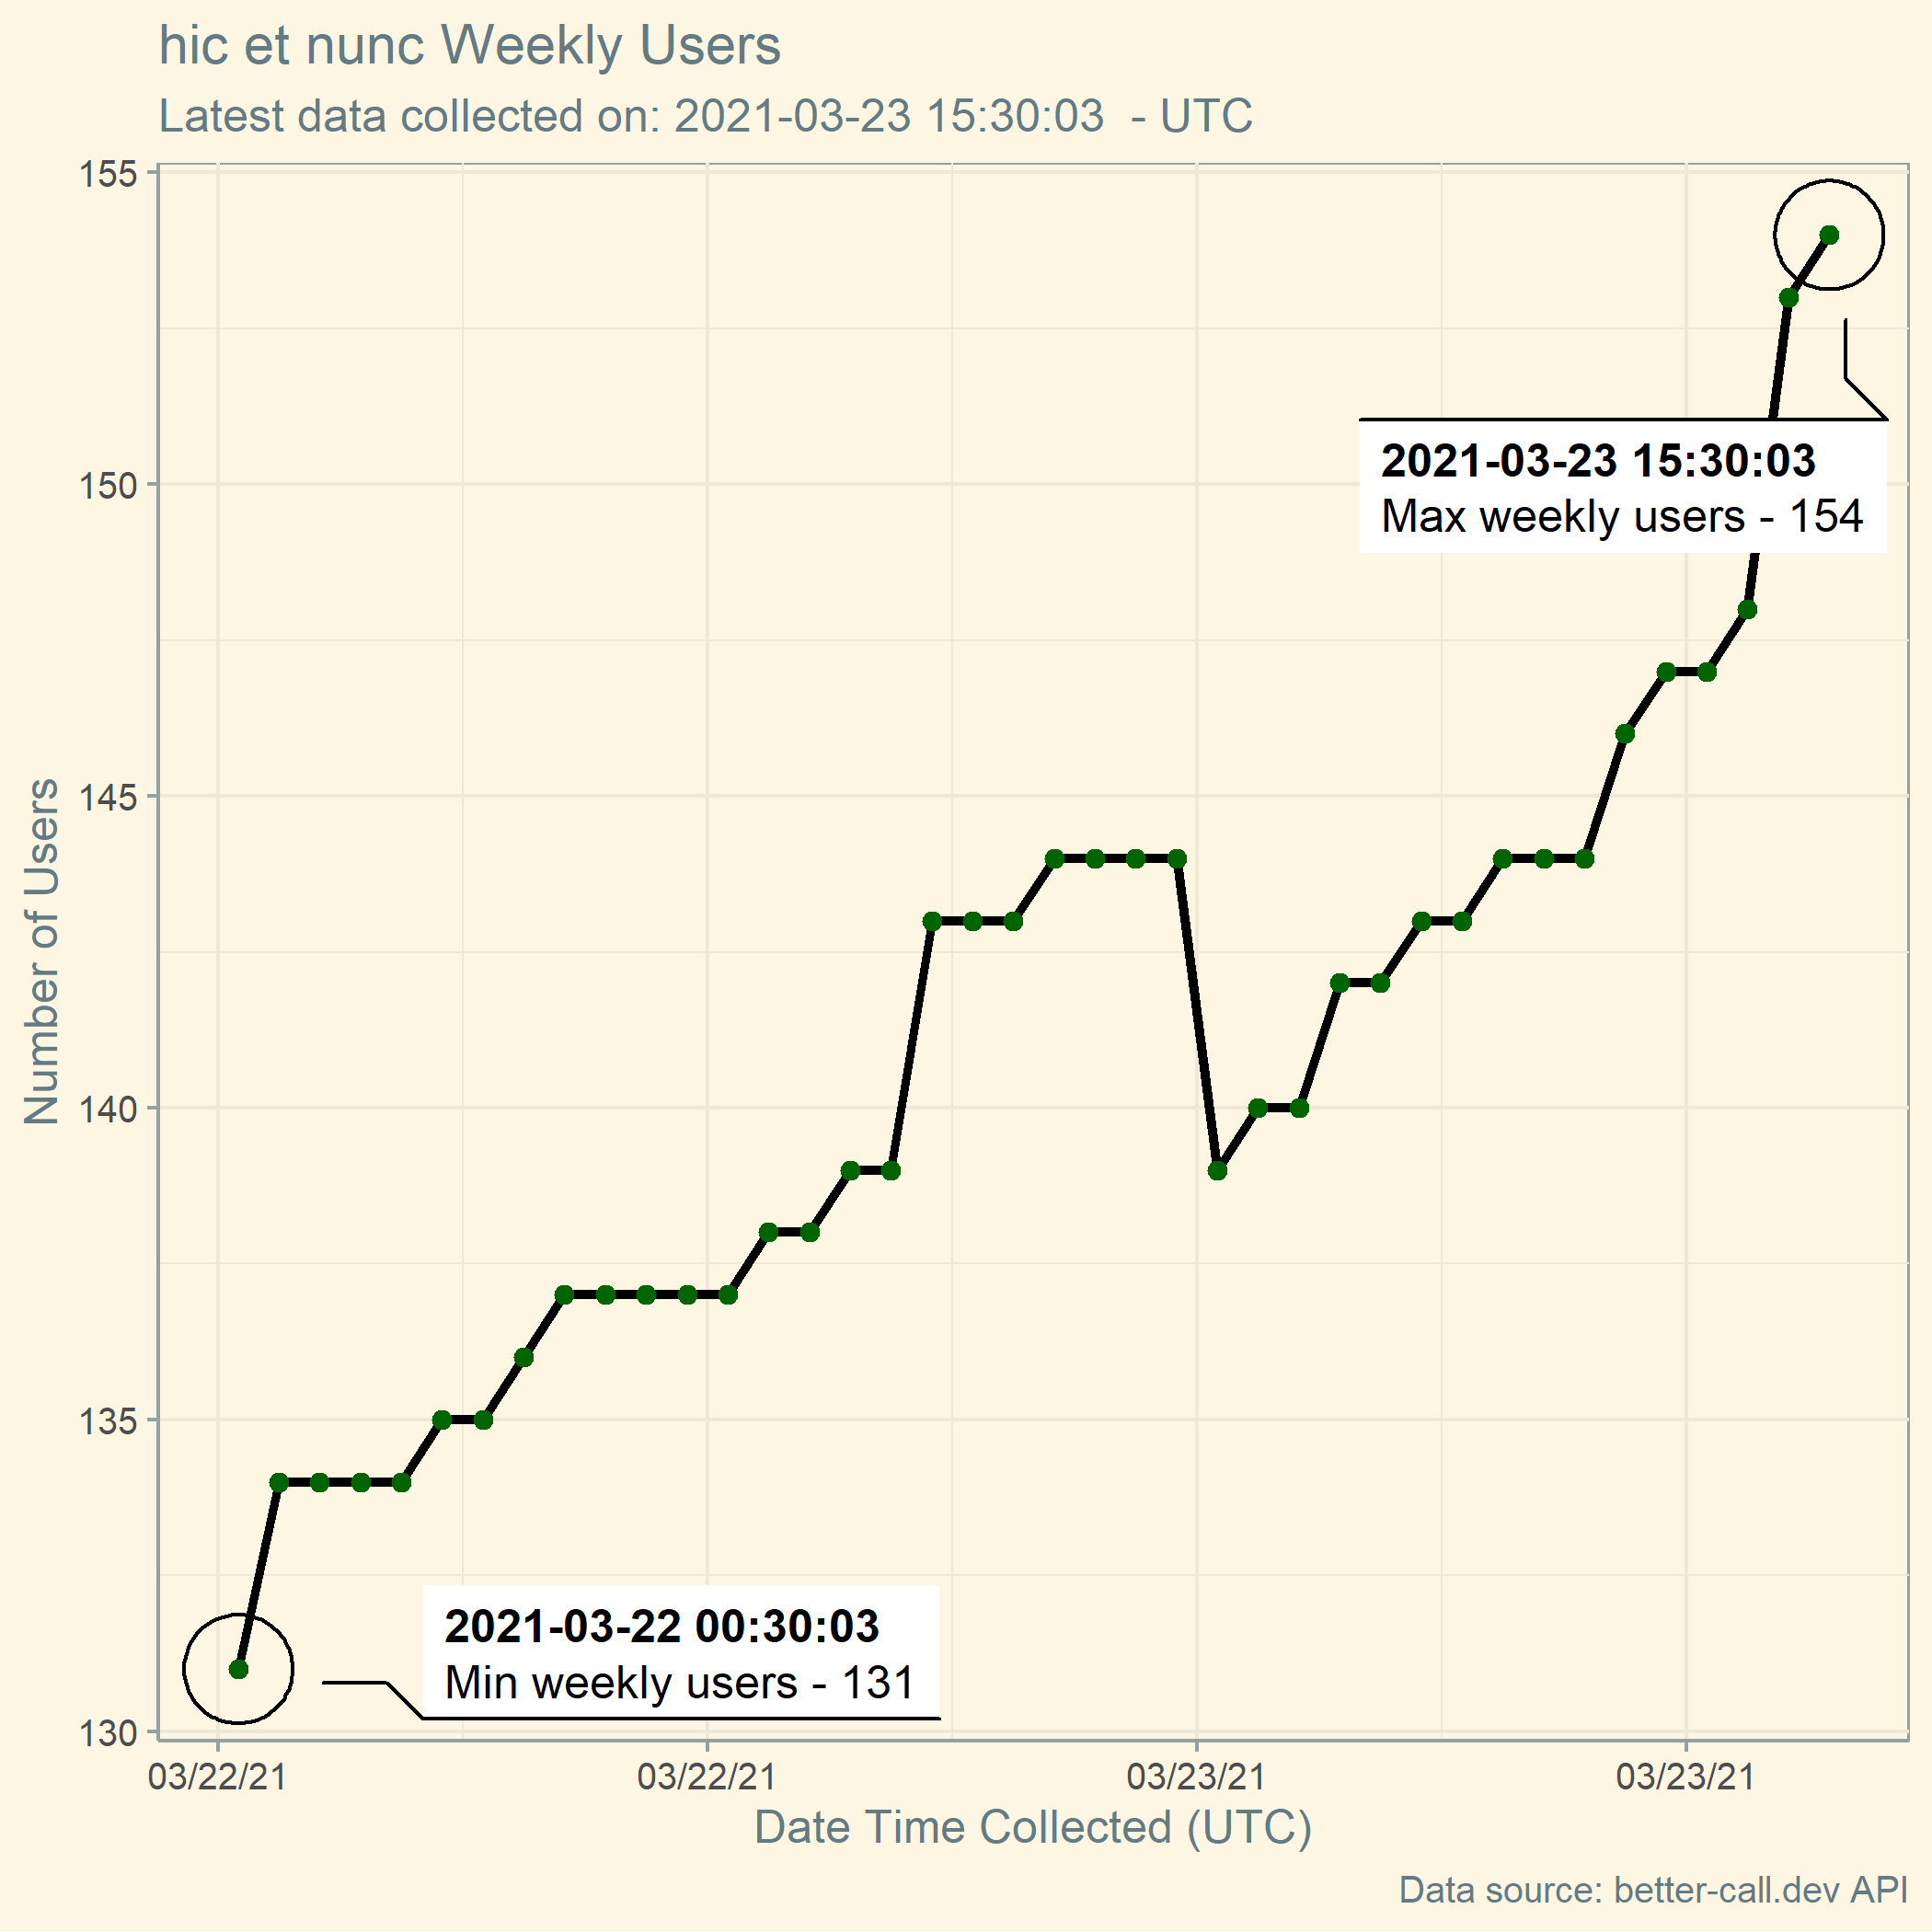 hic et nunc Weekly Users
Latest data collected on: 2021-03-23 15:30:03  - UTC
155
150
145
140
135
130
Number of Users
2021-03-23 15:30:03
Max weekly users - 154
2021-03-22 00:30:03
Min weekly users - 131
03/22/21
03/22/21
03/23/21
03/23/21
Date Time Collected (UTC)
Data source: better-call.dev API